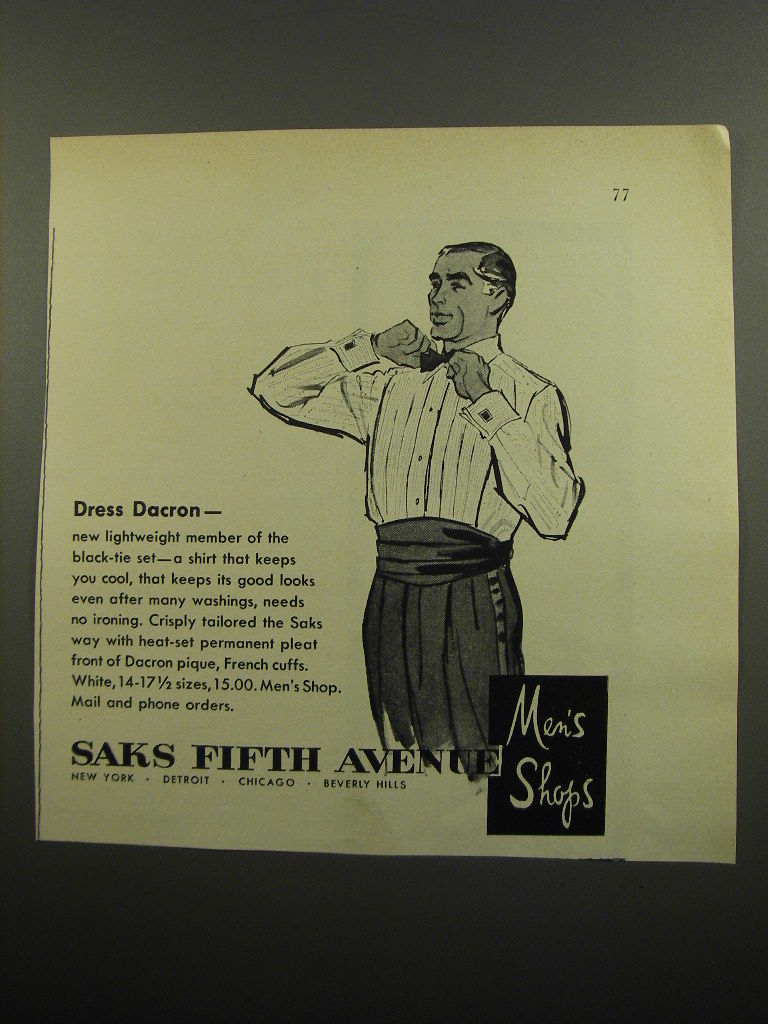 77
Dress Dacron—
new lightweight member of the
black-tie set—a shirt that keeps
you cool, that keeps its good looks
even after many washings, needs
no ironing. Crisply tailored the Saks
way with heat-set permanent pleat
front of Dacron pique, French cuffs.
White, 14-17½ sizes, 15.00. Men's Shop.
Mail and phone orders.
SAKS FIFTH AVENUE
NEW YORK · DETROIT · CHICAGO · BEVERLY HILLS
Men's
Shops